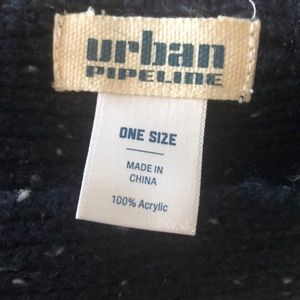 urban
PIPELINE
ONE SIZE
MADE IN
CHINA
100% Acrylic